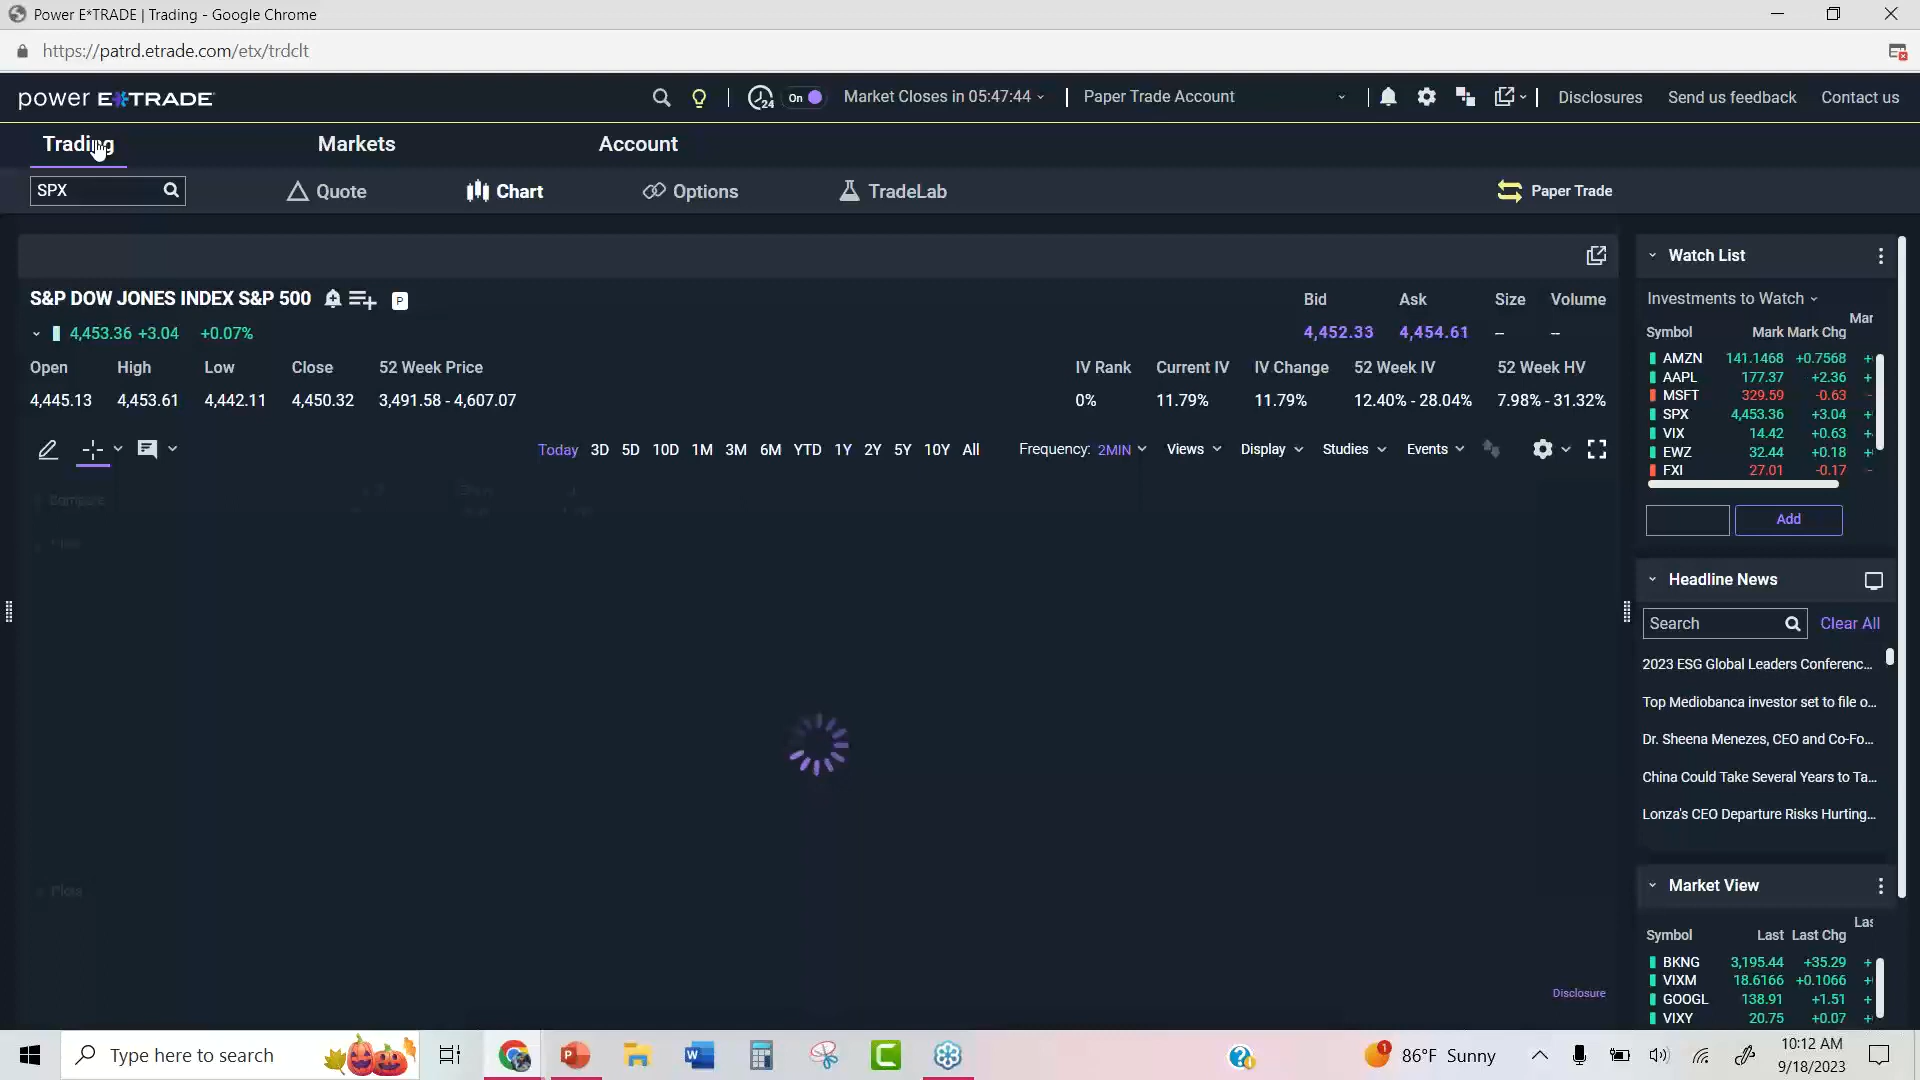 Power E*TRADE | Trading - Google Chrome
https://patrd.etrade.com/etx/trdclt
power E*TRADE 24 On Market Closes in 05:47:44 Paper Trade Account Disclosures Send us feedback Contact us
Trading Markets Account
SPX Quote Chart Options TradeLab Paper Trade
S&P DOW JONES INDEX S&P 500 P
4,453.36 +3.04 +0.07%
Bid Ask Size Volume
4,452.33 4,454.61 -- --
Open High Low Close 52 Week Price
4,445.13 4,453.61 4,442.11 4,450.32 3,491.58 - 4,607.07
IV Rank Current IV IV Change 52 Week IV 52 Week HV
0% 11.79% 11.79% 12.40% - 28.04% 7.98% - 31.32%
Today 3D 5D 10D 1M 3M 6M YTD 1Y 2Y 5Y 10Y All Frequency: 2MIN Views Display Studies Events
Compare
Plots
Disclosure
Watch List
Investments to Watch
Mar
Symbol Mark Mark Chg
AMZN 141.1468 +0.7568 +
AAPL 177.37 +2.36 +
MSFT 329.59 -0.63 -
SPX 4,453.36 +3.04 +
VIX 14.42 +0.63 +
EWZ 32.44 +0.18 +
FXI 27.01 -0.17 -
Add
Headline News
Search Clear All
2023 ESG Global Leaders Conferenc...
Top Mediobanca investor set to file o...
Dr. Sheena Menezes, CEO and Co-Fo...
China Could Take Several Years to Ta...
Lonza's CEO Departure Risks Hurting...
Market View
Las
Symbol Last Last Chg
BKNG 3,195.44 +35.29 +
VIXM 18.6166 +0.1066 +
GOOGL 138.91 +1.51 +
VIXY 20.75 +0.07 +
Type here to search
1 86°F Sunny
10:12 AM
9/18/2023